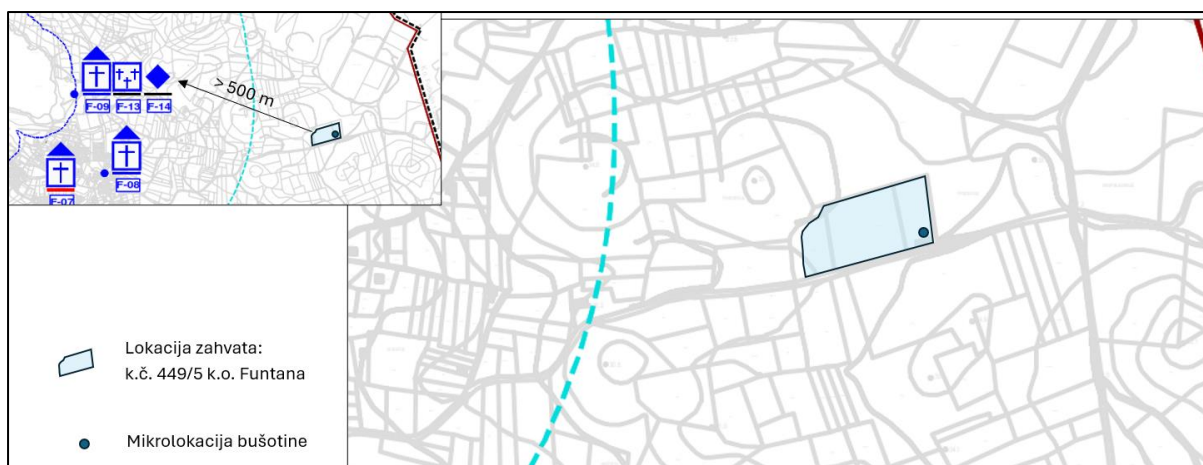 > 500 m
F-09
F-13
F-14
F-08
F-07
Lokacija zahvata:
k.č. 449/5 k.o. Funtana
Mikrolokacija bušotine